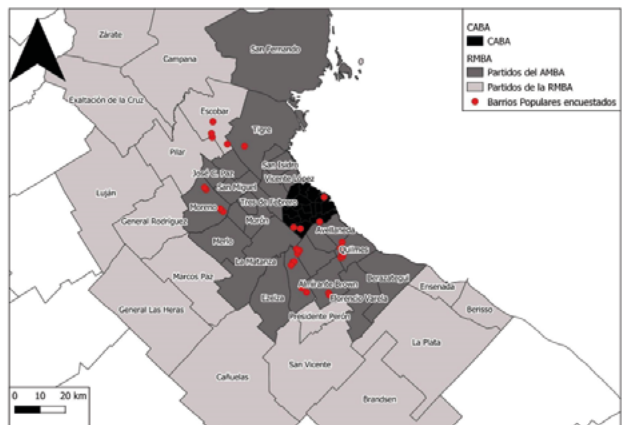 Zárate
San Fernando
Campana
Exaltación de la Cruz
Escobar
Tigre
Pilar
San Isidro
José C. Paz
Vicente López
San Miguel
Luján
Moreno
Tres de Febrero
General Rodríguez
Morón
Avellaneda
Merlo
Quilmes
La Matanza
Marcos Paz
Berazategui
Almirante Brown
Ensenada
Ezeiza
Florencio Varela
Berisso
General Las Heras
Presidente Perón
La Plata
San Vicente
Cañuelas
Brandsen
CABA
CABA
RMBA
Partidos del AMBA
Partidos de la RMBA
Barrios Populares encuestados
0 10 20 km